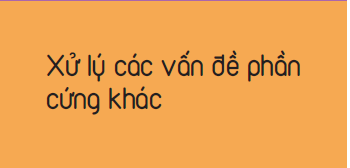 Xử lý các vấn đề phần
cứng khác